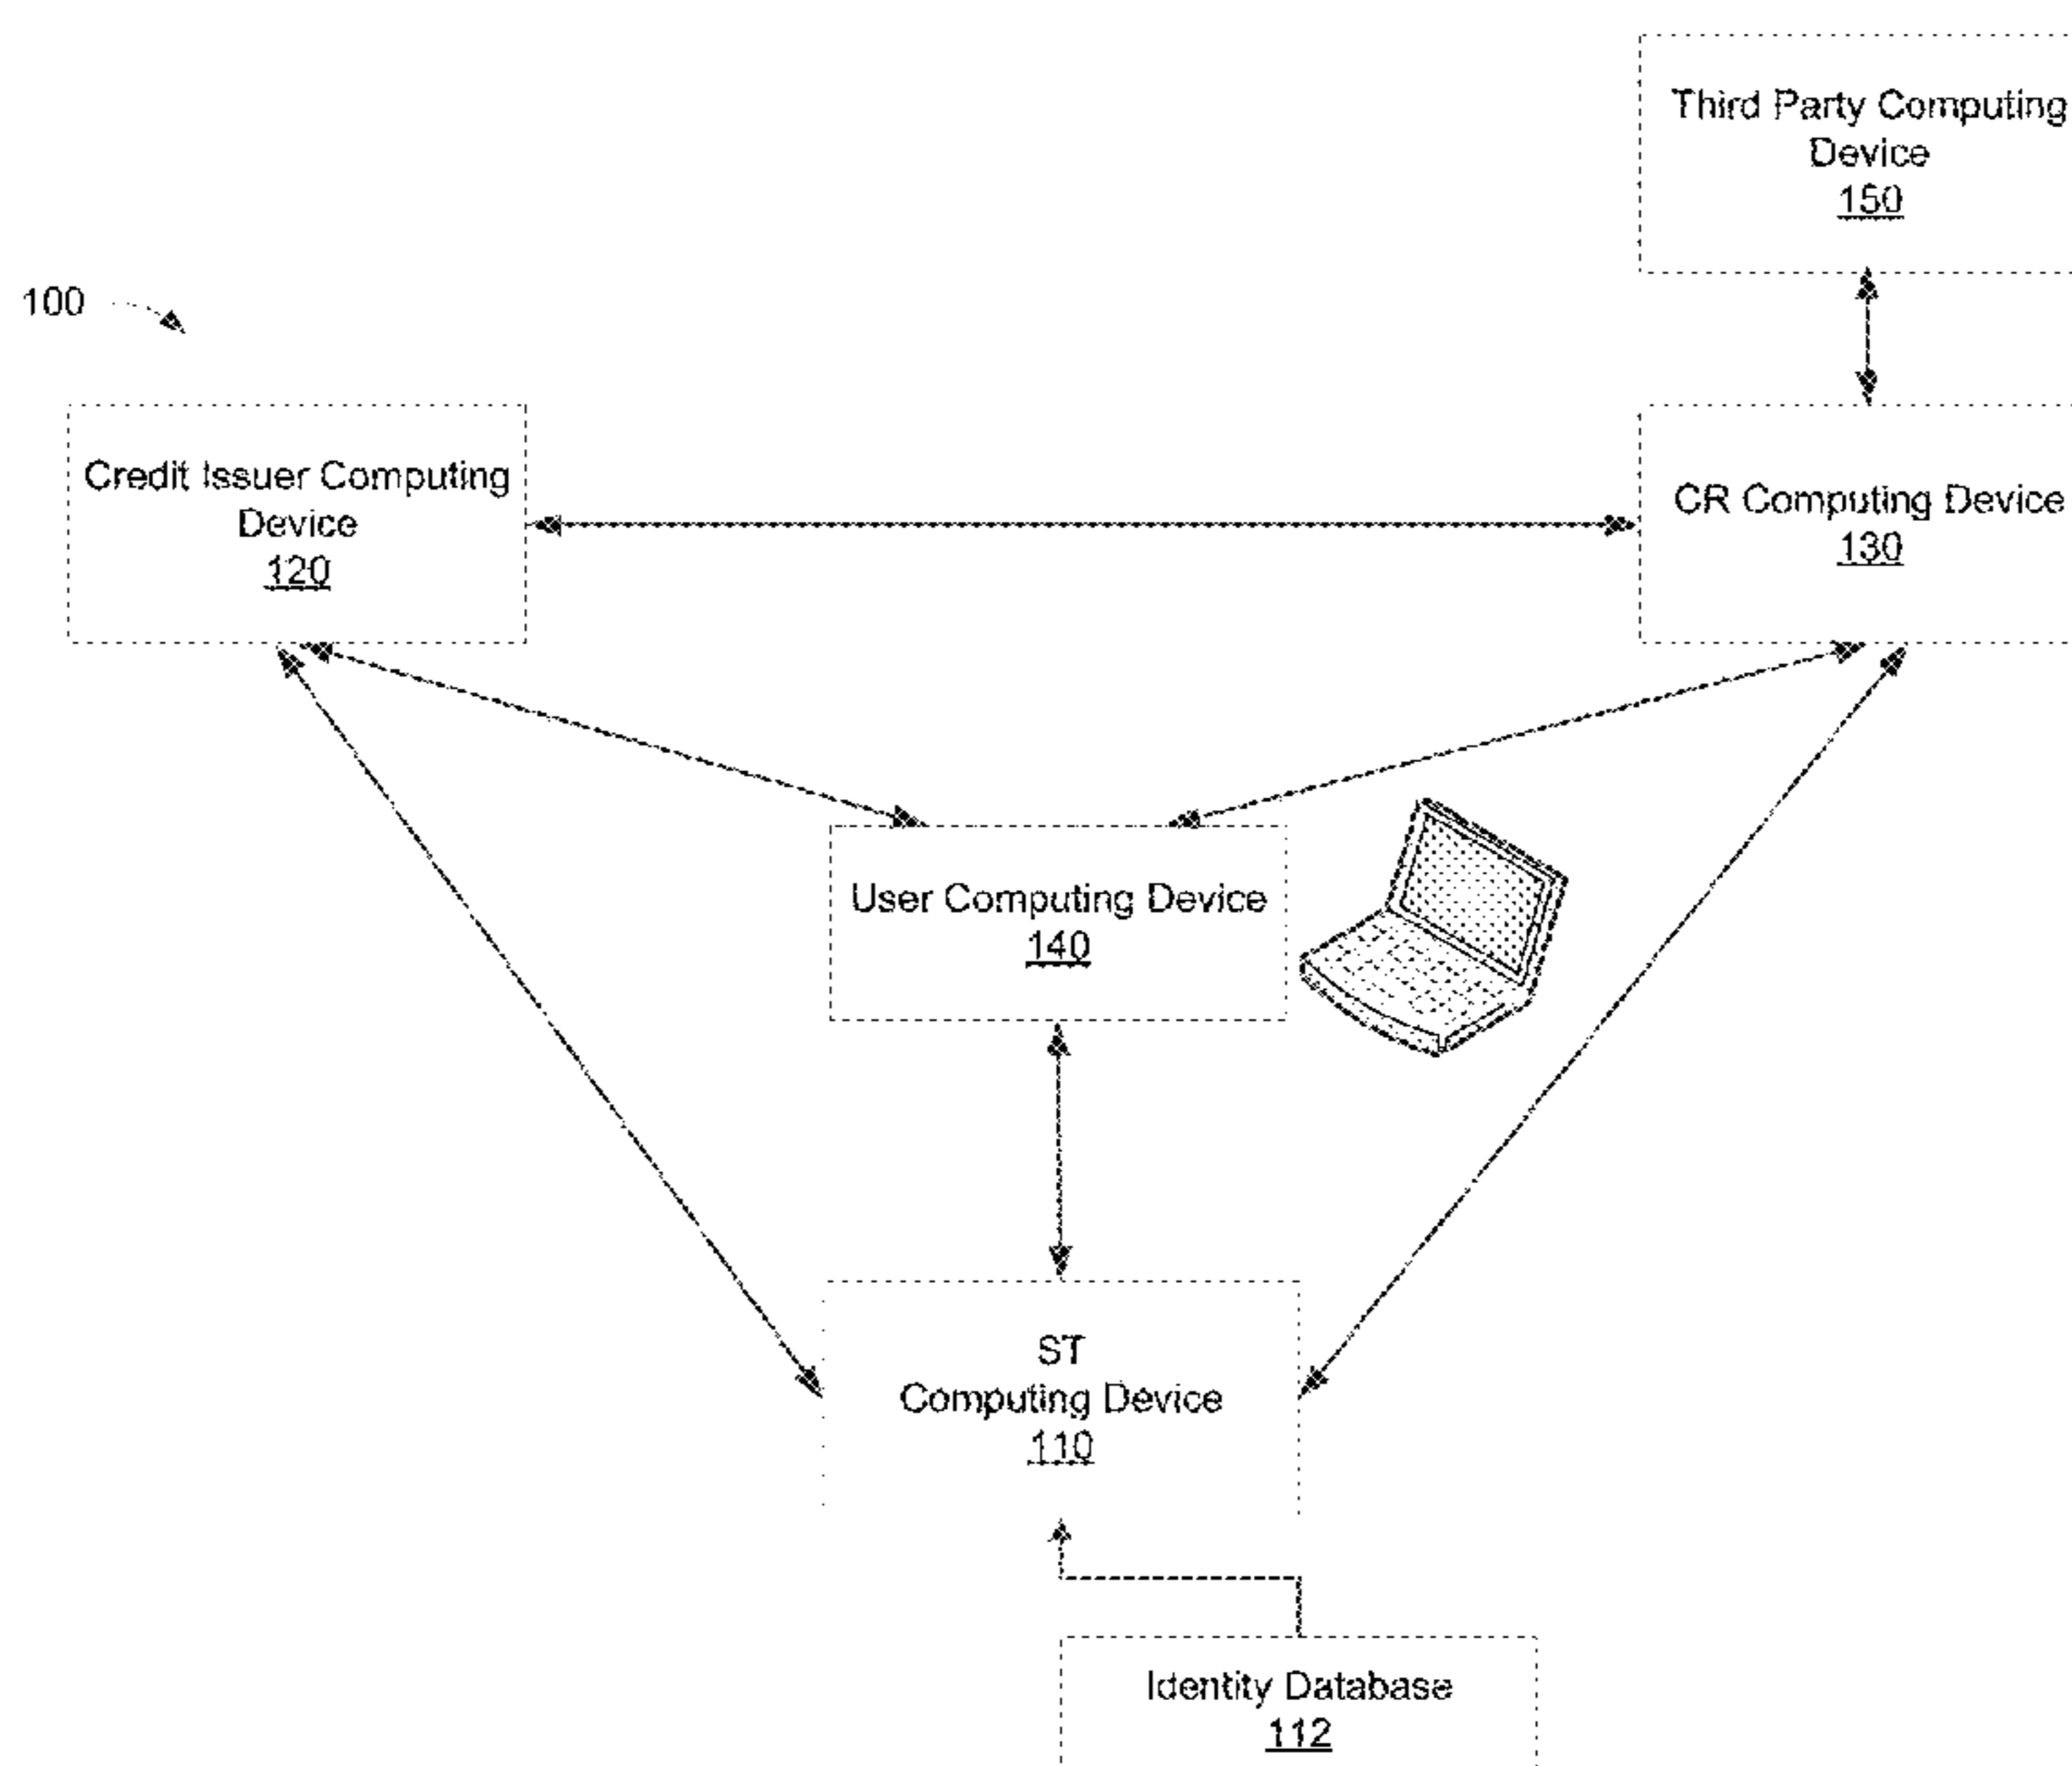 Third Party Computing
Device
150
100
Credit Issuer Computing
Device
120
CR Computing Device
130
User Computing Device
140
ST
Computing Device
110
Identity Database
112